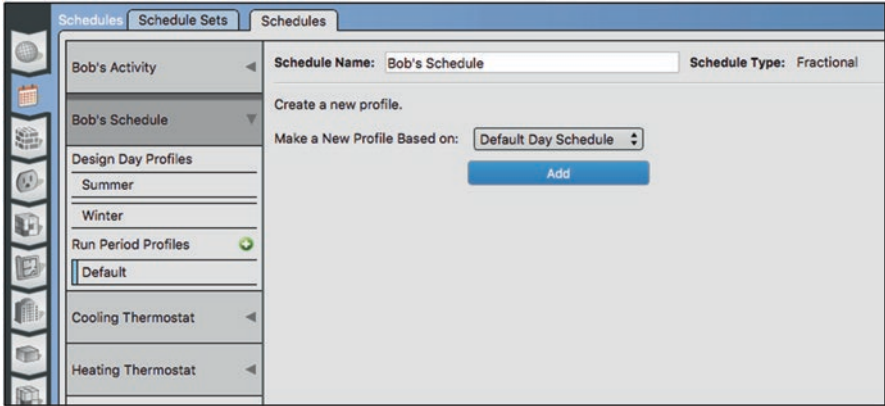 Schedules Schedule Sets Schedules
Bob's Activity
Bob's Schedule
Design Day Profiles
Summer
Winter
Run Period Profiles
Default
Cooling Thermostat
Heating Thermostat
Schedule Name: Bob's Schedule Schedule Type: Fractional
Create a new profile.
Make a New Profile Based on: Default Day Schedule
Add